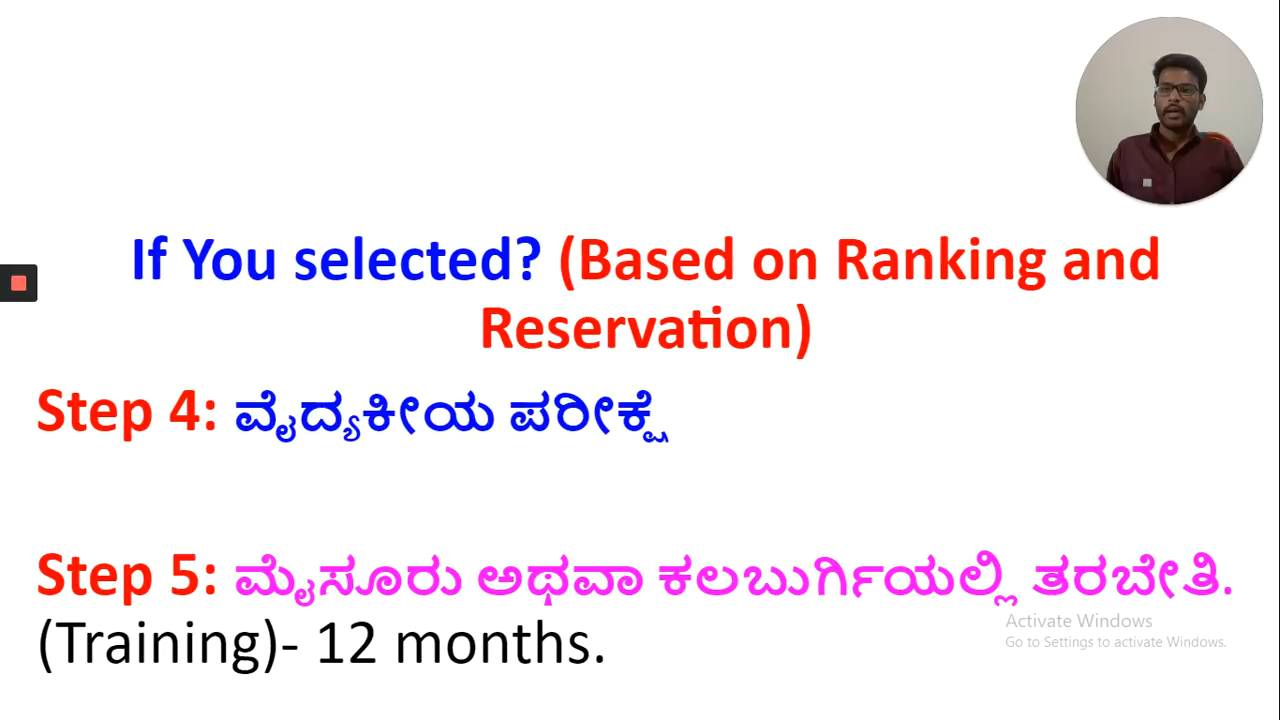 If You selected? (Based on Ranking and
Reservation)
Step 4: ವೈದ್ಯಕೀಯ ಪರೀಕ್ಷೆ
Step 5: ಮೈಸೂರು ಅಥವಾ ಕಲಬುರ್ಗಿಯಲ್ಲಿ ತರಬೇತಿ.
(Training)- 12 months.
Activate Windows
Go to Settings to activate Windows.